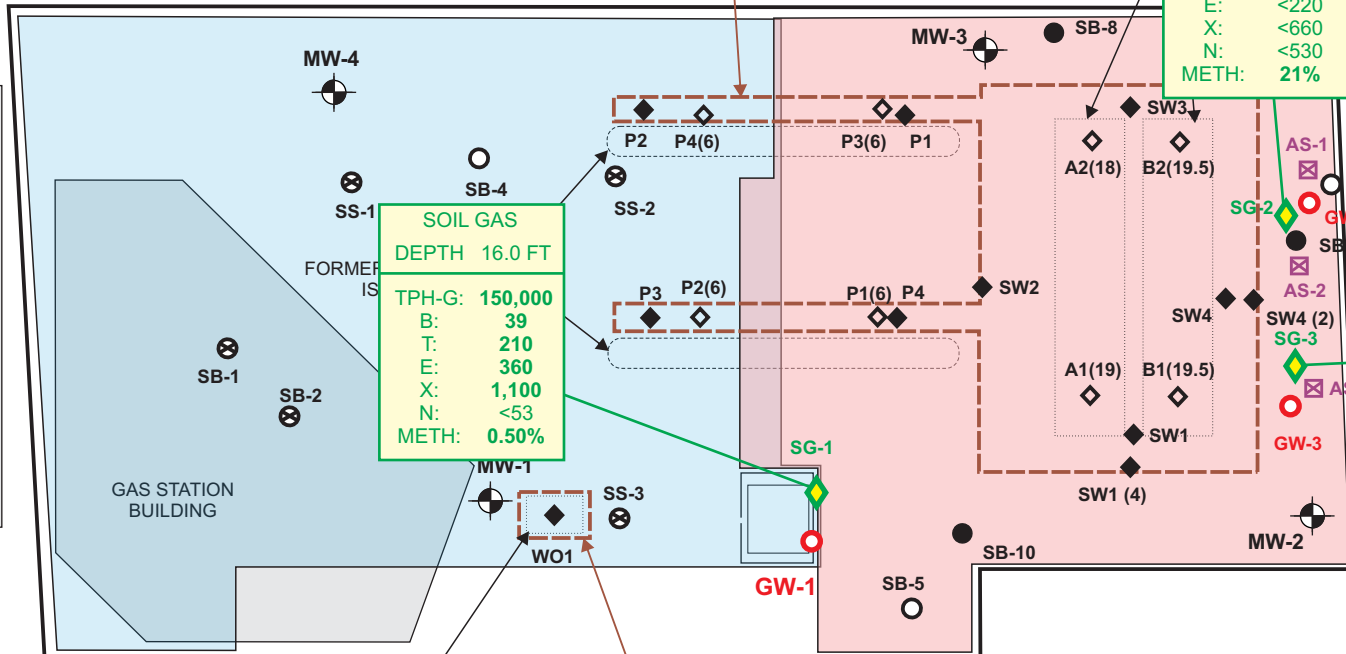 E: <220
X: <660
N: <530
METH: 21%
MW-3
SB-8
MW-4
SW3
P2
P4(6)
P3(6)
P1
A2(18)
B2(19.5)
AS-1
SB-4
SS-1
SS-2
SG-2
SOIL GAS
DEPTH 16.0 FT
TPH-G: 150,000
B: 39
T: 210
E: 360
X: 1,100
N: <53
METH: 0.50%
FORMER
IS
P3
P2(6)
P1(6)
P4
SW2
AS-2
SW4
SW4 (2)
SG-3
SB-1
SB-2
A1(19)
B1(19.5)
GW-3
SW1
SG-1
MW-1
SS-3
SW1 (4)
GAS STATION
BUILDING
WO1
SB-10
MW-2
GW-1
SB-5